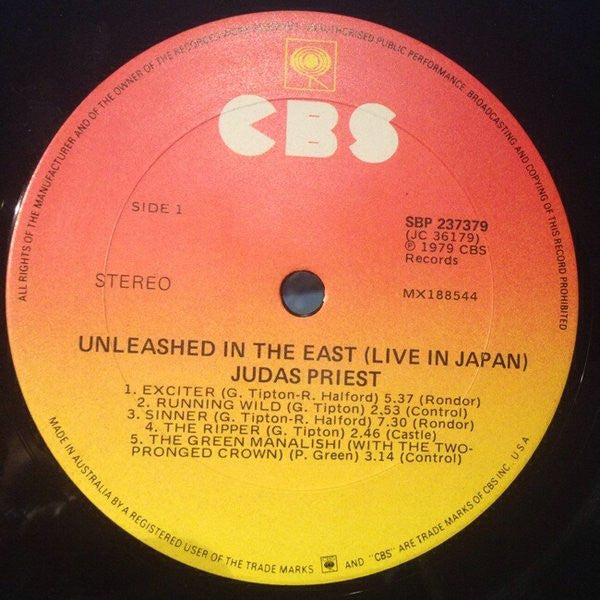 ALL RIGHTS OF THE MANUFACTURER AND OF THE OWNER OF THE RECORDED WORK RESERVED. UNAUTHORISED PUBLIC PERFORMANCE, BROADCASTING AND COPYING OF THIS RECORD PROHIBITED
CBS
SIDE 1
SBP 237379
(JC 36179)
℗ 1979 CBS
Records
STEREO
MX188544
UNLEASHED IN THE EAST (LIVE IN JAPAN)
JUDAS PRIEST
1. EXCITER (G. Tipton-R. Halford) 5.37 (Rondor)
2. RUNNING WILD (G. Tipton) 2.53 (Control)
3. SINNER (G. Tipton-R. Halford) 7.30 (Rondor)
4. THE RIPPER (G. Tipton) 2.46 (Castle)
5. THE GREEN MANALISHI (WITH THE TWO-
PRONGED CROWN) (P. Green) 3.14 (Control)
MADE IN AUSTRALIA BY A REGISTERED USER OF THE TRADE MARKS AND "CBS" ARE TRADE MARKS OF CBS INC. U S A